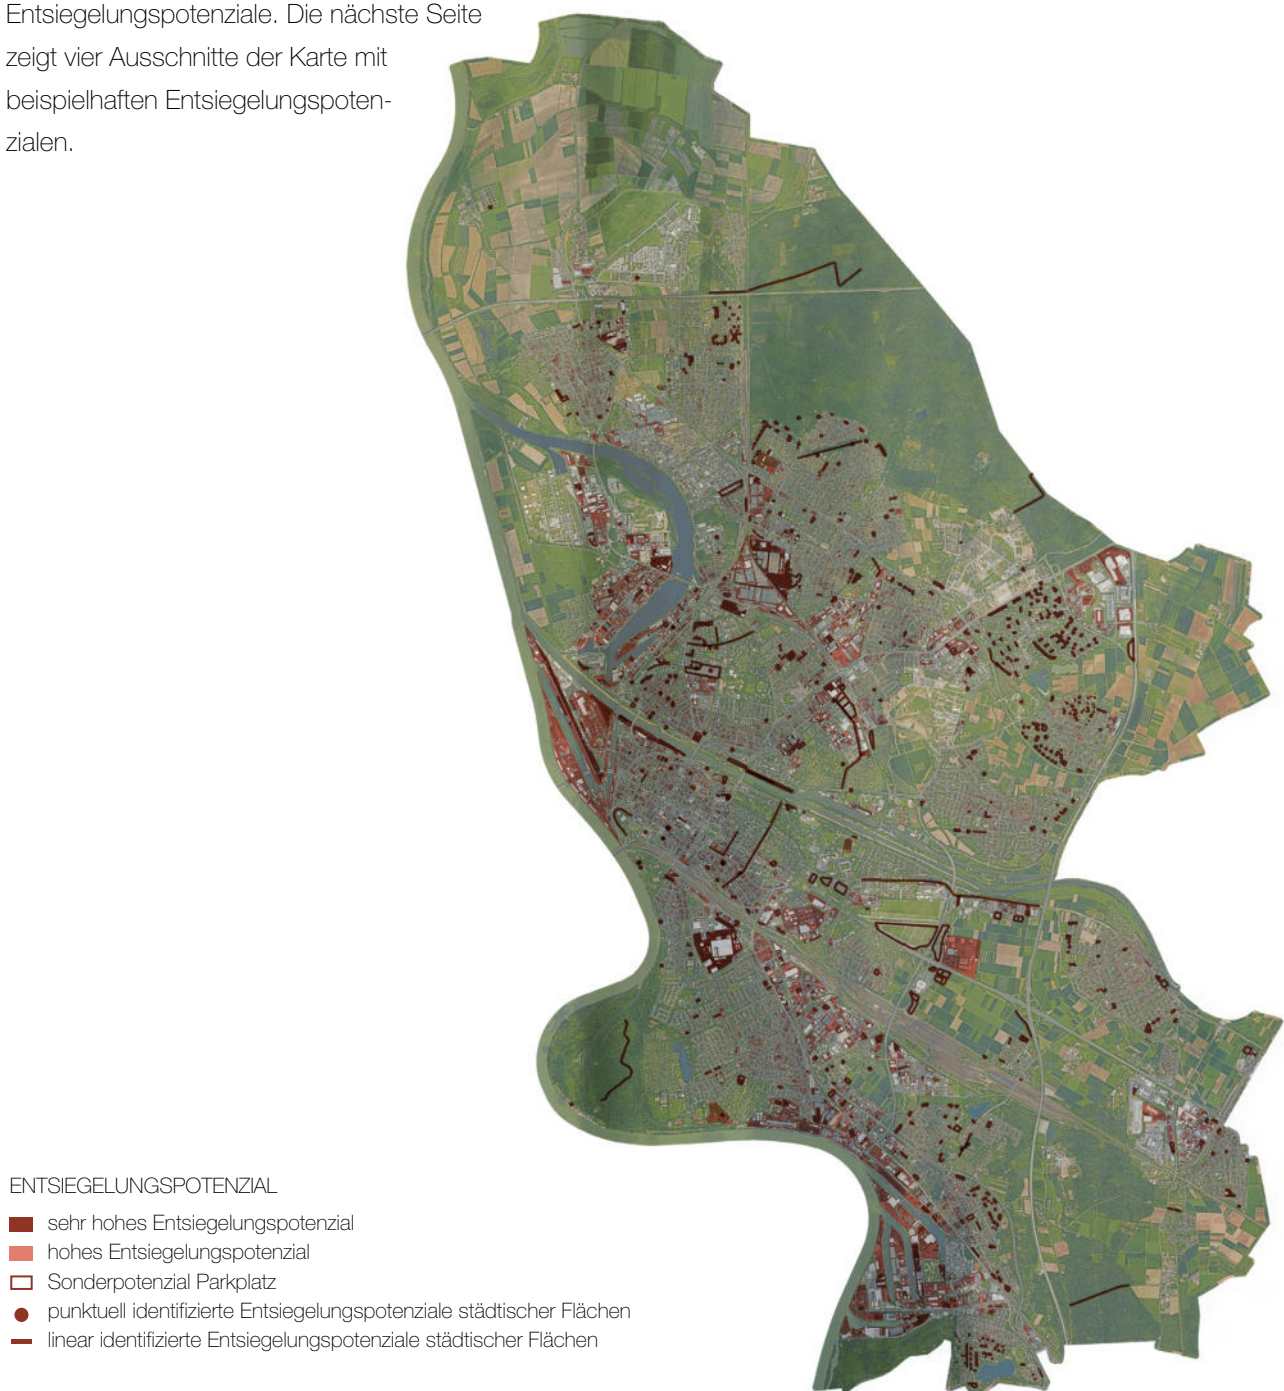 Entsiegelungspotenziale. Die nächste Seite
zeigt vier Ausschnitte der Karte mit
beispielhaften Entsiegelungspoten-
zialen.
ENTSIEGELUNGSPOTENZIAL
sehr hohes Entsiegelungspotenzial
hohes Entsiegelungspotenzial
Sonderpotenzial Parkplatz
punktuell identifizierte Entsiegelungspotenziale städtischer Flächen
linear identifizierte Entsiegelungspotenziale städtischer Flächen